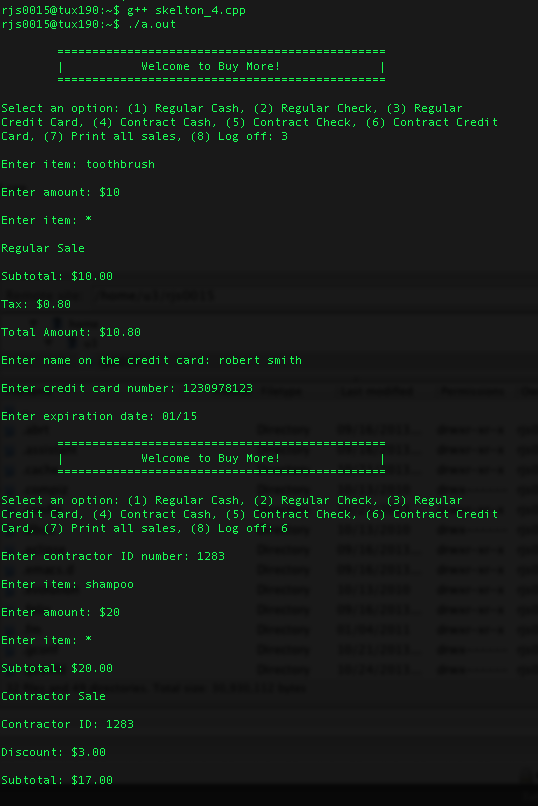 rjs0015@tux190:~$ g++ skelton_4.cpp
rjs0015@tux190:~$ ./a.out
===============================================
| Welcome to Buy More! |
===============================================
Select an option: (1) Regular Cash, (2) Regular Check, (3) Regular
Credit Card, (4) Contract Cash, (5) Contract Check, (6) Contract Credit
Card, (7) Print all sales, (8) Log off: 3
Enter item: toothbrush
Enter amount: $10
Enter item: *
Regular Sale
Subtotal: $10.00
Tax: $0.80
Total Amount: $10.80
Enter name on the credit card: robert smith
Enter credit card number: 1230978123
Enter expiration date: 01/15
===============================================
| Welcome to Buy More! |
===============================================
Select an option: (1) Regular Cash, (2) Regular Check, (3) Regular
Credit Card, (4) Contract Cash, (5) Contract Check, (6) Contract Credit
Card, (7) Print all sales, (8) Log off: 6
Enter contractor ID number: 1283
Enter item: shampoo
Enter amount: $20
Enter item: *
Subtotal: $20.00
Contractor Sale
Contractor ID: 1283
Discount: $3.00
Subtotal: $17.00